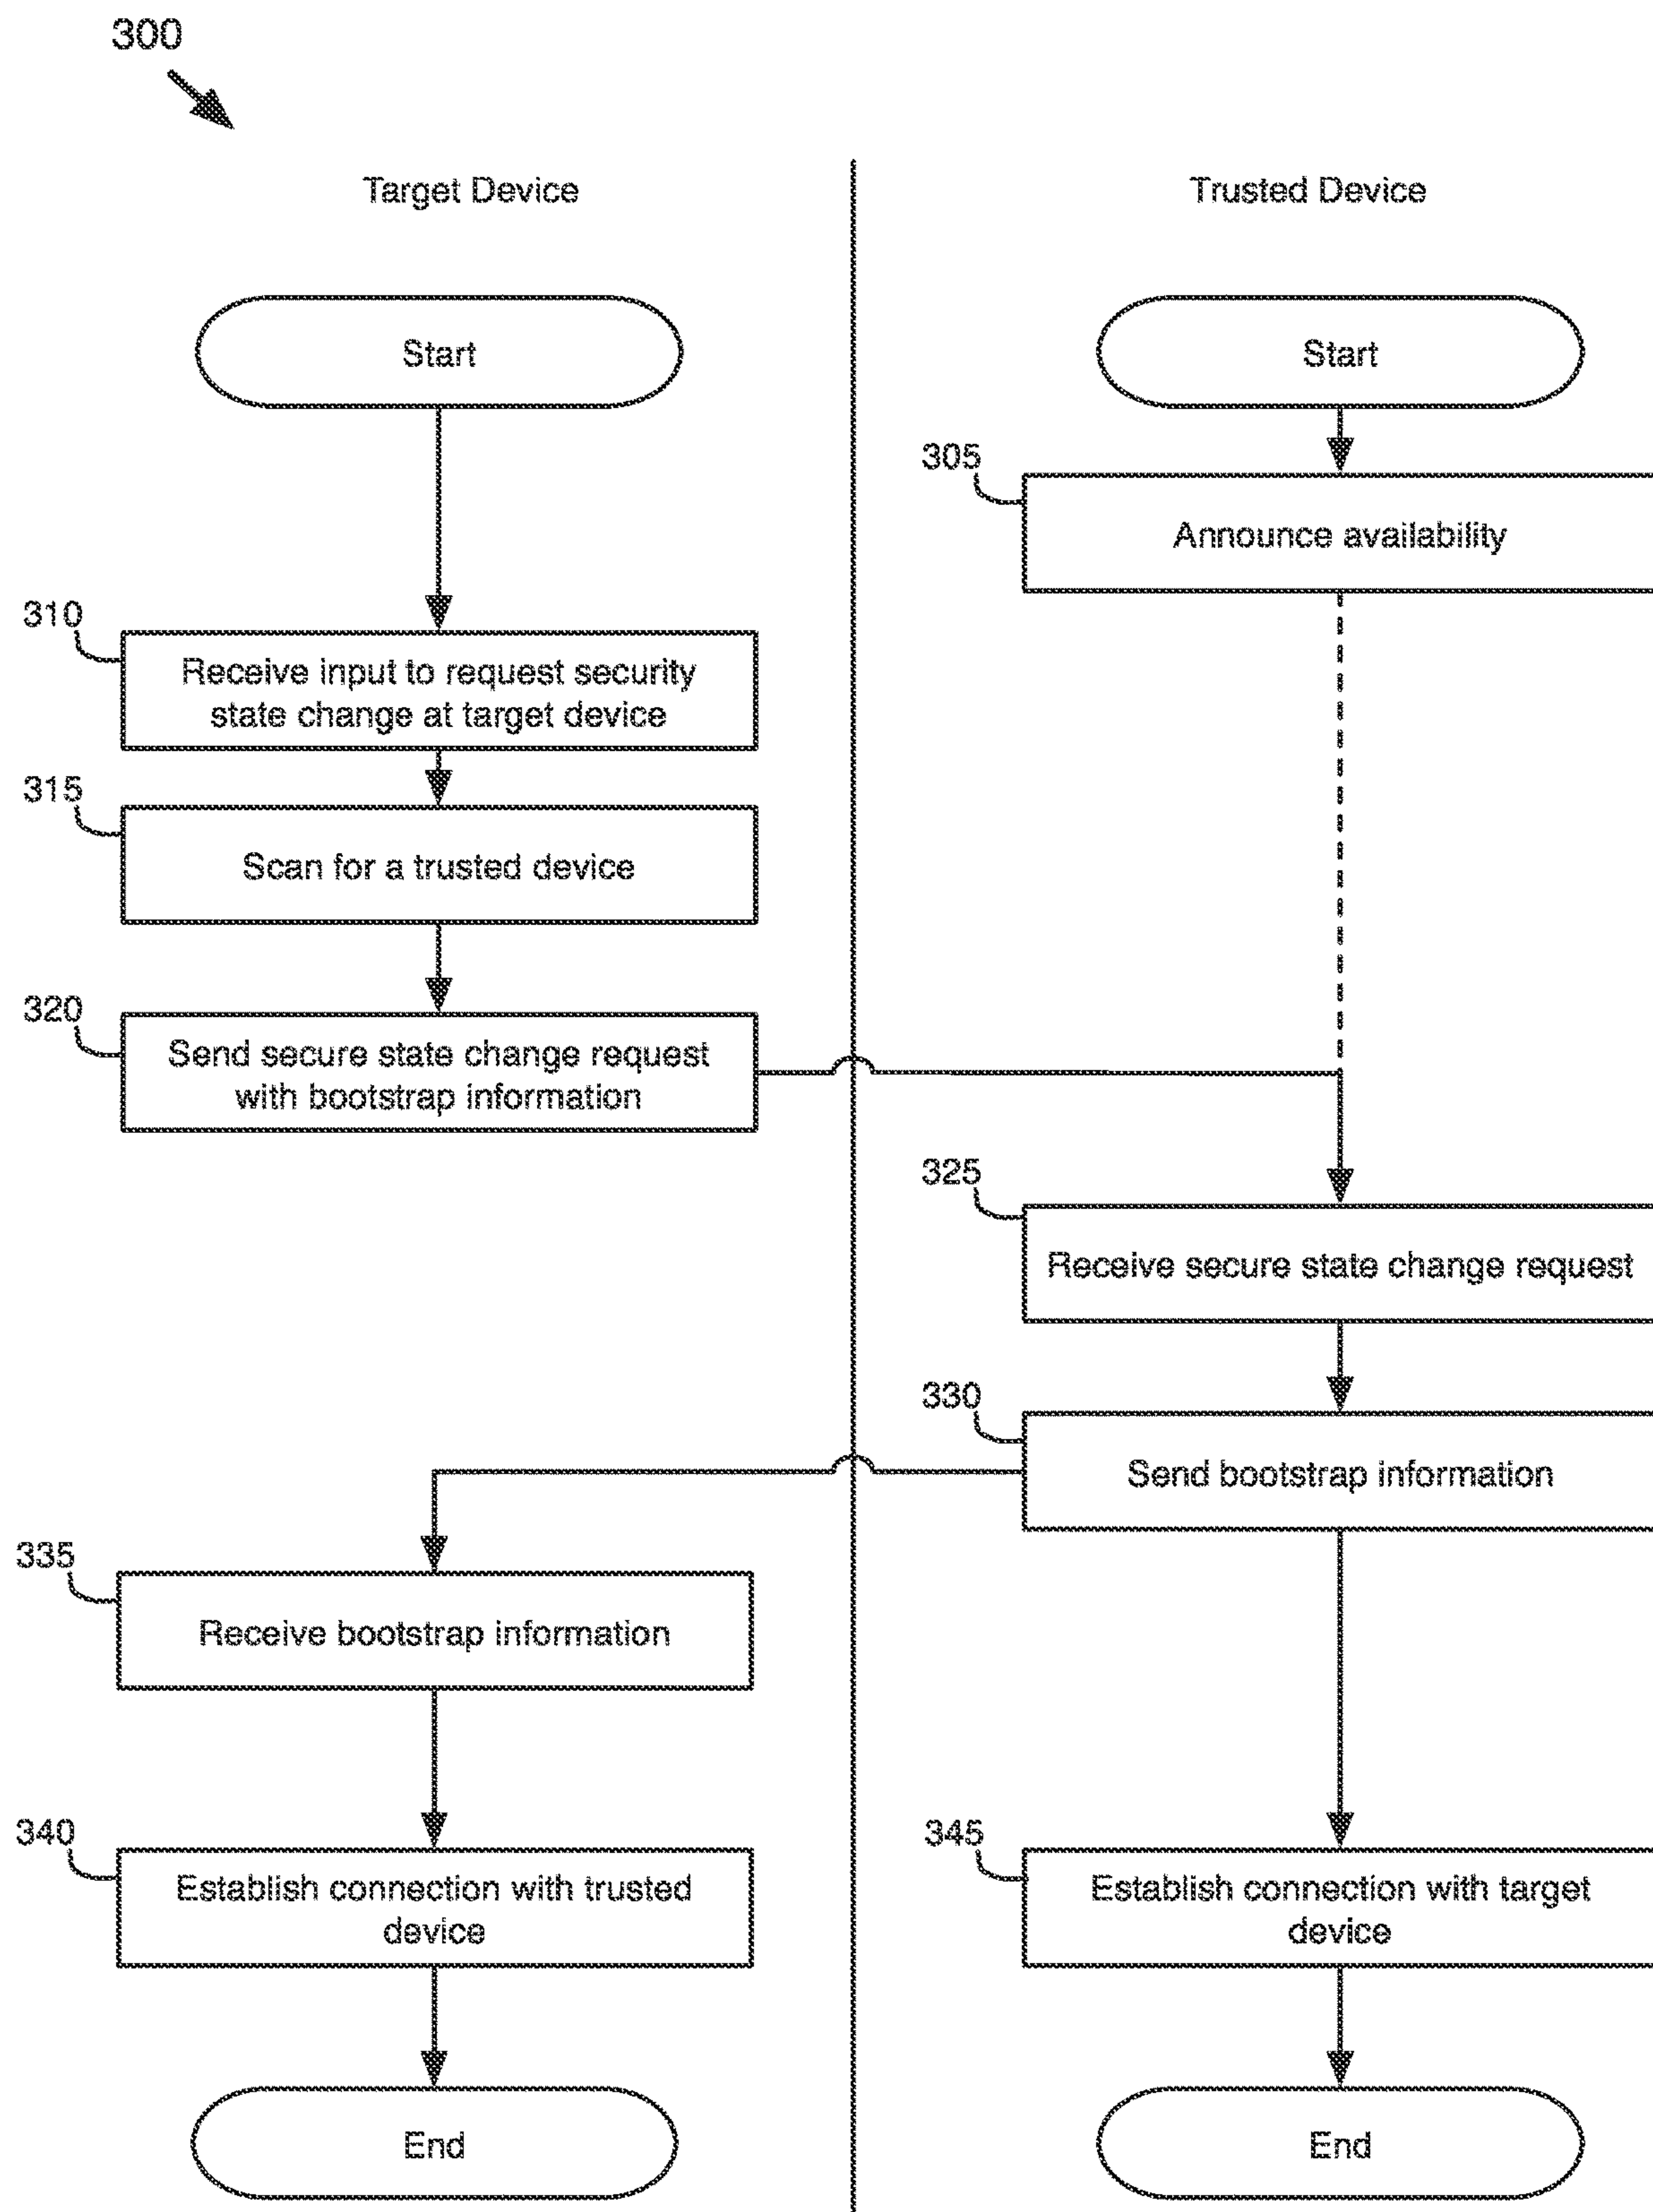 300
Target Device
Trusted Device
Start
Start
305
Announce availability
310
Receive input to request security
state change at target device
315
Scan for a trusted device
320
Send secure state change request
with bootstrap information
325
Receive secure state change request
330
Send bootstrap information
335
Receive bootstrap information
340
Establish connection with trusted
device
345
Establish connection with target
device
End
End